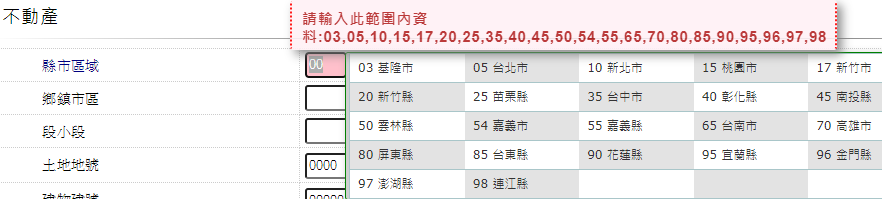 不動產
請輸入此範圍內資
料:03,05,10,15,17,20,25,35,40,45,50,54,55,65,70,80,85,90,95,96,97,98
縣市區域 00 03 基隆市 05 台北市 10 新北市 15 桃園市 17 新竹市
鄉鎮市區 20 新竹縣 25 苗栗縣 35 台中市 40 彰化縣 45 南投縣
段小段 50 雲林縣 54 嘉義市 55 嘉義縣 65 台南市 70 高雄市
土地地號 0000 80 屏東縣 85 台東縣 90 花蓮縣 95 宜蘭縣 96 金門縣
97 澎湖縣 98 連江縣
建物建號 00000